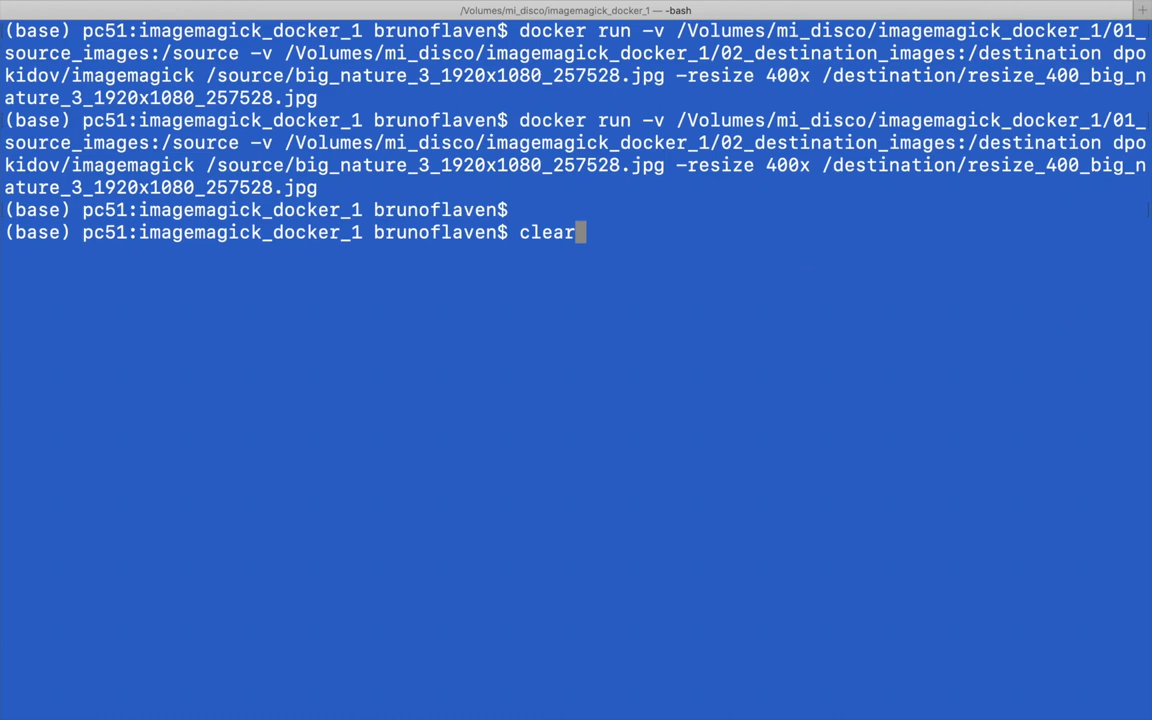 /Volumes/mi_disco/imagemagick_docker_1 — -bash
(base) pc51:imagemagick_docker_1 brunoflaven$ docker run -v /Volumes/mi_disco/imagemagick_docker_1/01_
source_images:/source -v /Volumes/mi_disco/imagemagick_docker_1/02_destination_images:/destination dpo
kidov/imagemagick /source/big_nature_3_1920x1080_257528.jpg -resize 400x /destination/resize_400_big_n
ature_3_1920x1080_257528.jpg
(base) pc51:imagemagick_docker_1 brunoflaven$ docker run -v /Volumes/mi_disco/imagemagick_docker_1/01_
source_images:/source -v /Volumes/mi_disco/imagemagick_docker_1/02_destination_images:/destination dpo
kidov/imagemagick /source/big_nature_3_1920x1080_257528.jpg -resize 400x /destination/resize_400_big_n
ature_3_1920x1080_257528.jpg
(base) pc51:imagemagick_docker_1 brunoflaven$
(base) pc51:imagemagick_docker_1 brunoflaven$ clear